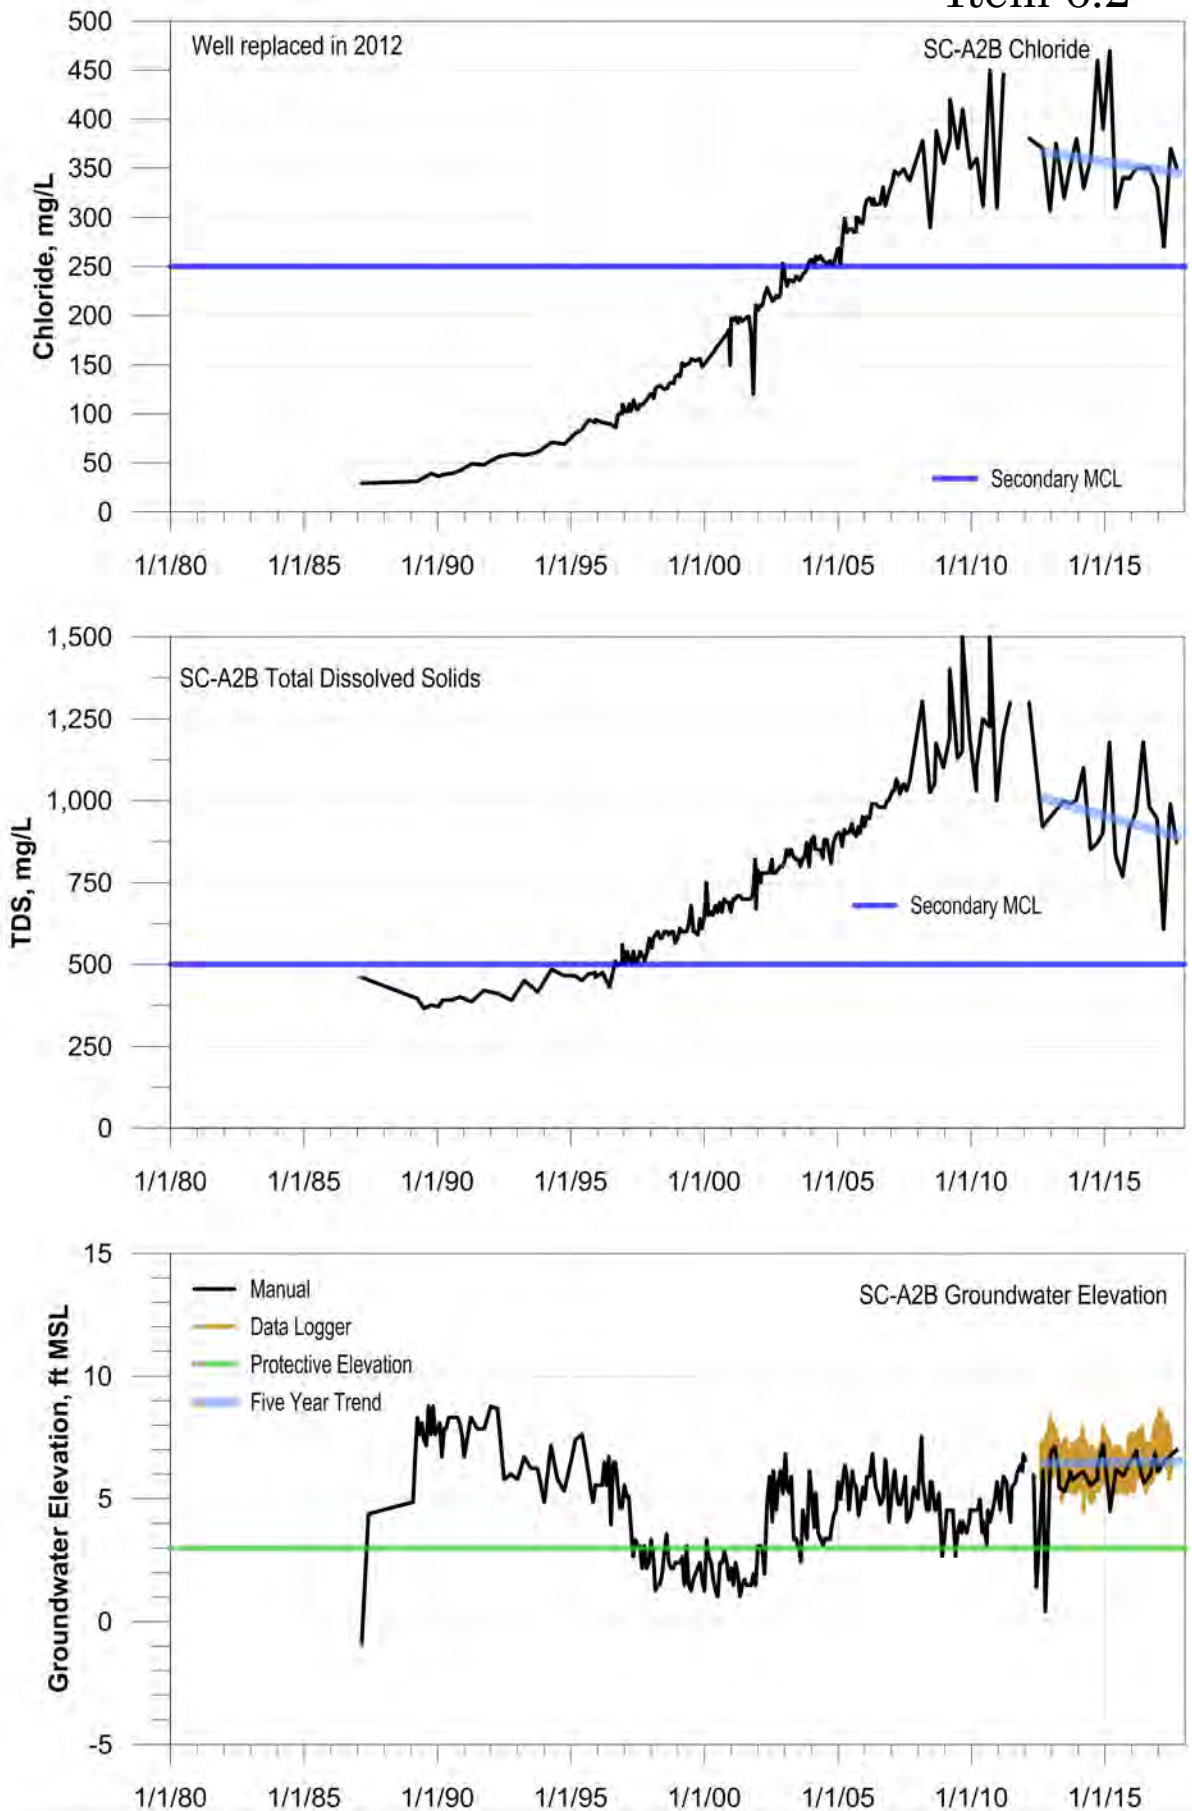 Item 6.2
500
Well replaced in 2012
SC-A2B Chloride
450
400
350
300
250
200
150
100
50
0
Chloride, mg/L
Secondary MCL
1/1/80 1/1/85 1/1/90 1/1/95 1/1/00 1/1/05 1/1/10 1/1/15
1,500
SC-A2B Total Dissolved Solids
1,250
1,000
750
500
250
0
TDS, mg/L
Secondary MCL
1/1/80 1/1/85 1/1/90 1/1/95 1/1/00 1/1/05 1/1/10 1/1/15
15
Manual
SC-A2B Groundwater Elevation
Data Logger
Protective Elevation
Five Year Trend
10
5
0
-5
Groundwater Elevation, ft MSL
1/1/80 1/1/85 1/1/90 1/1/95 1/1/00 1/1/05 1/1/10 1/1/15